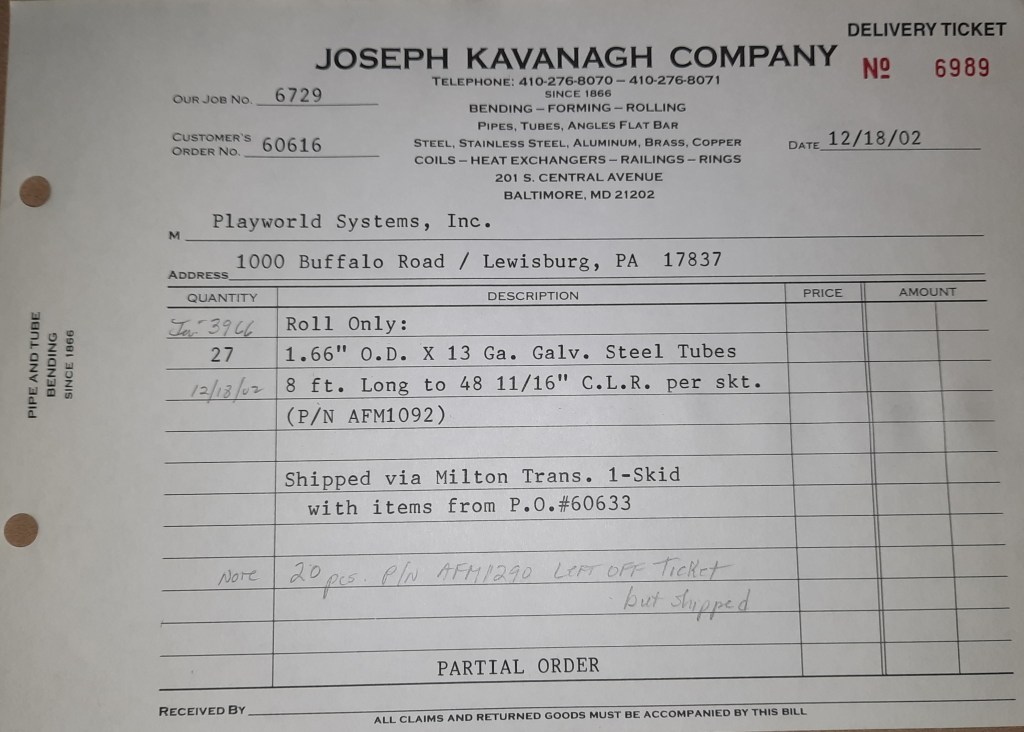 DELIVERY TICKET
JOSEPH KAVANAGH COMPANY
Nº 6989
TELEPHONE: 410-276-8070 – 410-276-8071
SINCE 1866
OUR JOB NO. 6729
BENDING – FORMING – ROLLING
PIPES, TUBES, ANGLES FLAT BAR
CUSTOMER'S
ORDER NO. 60616
STEEL, STAINLESS STEEL, ALUMINUM, BRASS, COPPER
DATE 12/18/02
COILS – HEAT EXCHANGERS – RAILINGS – RINGS
201 S. CENTRAL AVENUE
BALTIMORE, MD 21202
M Playworld Systems, Inc.
ADDRESS 1000 Buffalo Road / Lewisburg, PA 17837
QUANTITY DESCRIPTION PRICE AMOUNT
3966 Roll Only:
27 1.66" O.D. X 13 Ga. Galv. Steel Tubes
12/18/02 8 ft. Long to 48 11/16" C.L.R. per skt.
(P/N AFM1092)
Shipped via Milton Trans. 1-Skid
with items from P.O.#60633
Note 20 pcs. P/N AFM1290 LEFT OFF Ticket
but shipped
PARTIAL ORDER
RECEIVED BY
ALL CLAIMS AND RETURNED GOODS MUST BE ACCOMPANIED BY THIS BILL
PIPE AND TUBE
BENDING
SINCE 1866